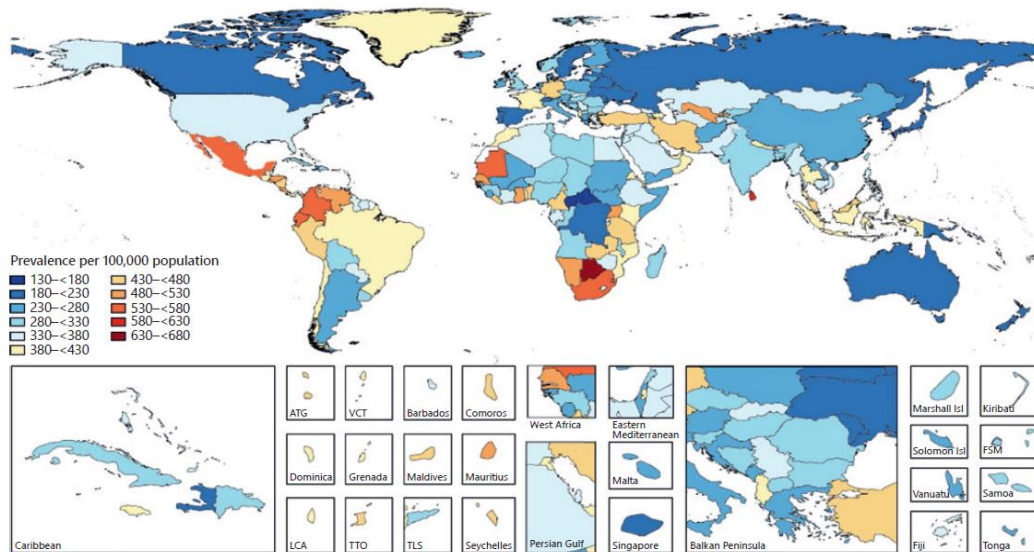 Prevalence per 100,000 population
130–<180
180–<230
230–<280
280–<330
330–<380
380–<430
430–<480
480–<530
530–<580
580–<630
630–<680
Caribbean
ATG
VCT
Barbados
Comoros
Dominica
Grenada
Maldives
Mauritius
LCA
TTO
TLS
Seychelles
West Africa
Eastern
Mediterranean
Persian Gulf
Malta
Singapore
Balkan Peninsula
Marshall Isl
Kiribati
Solomon Isl
FSM
Vanuatu
Samoa
Fiji
Tonga